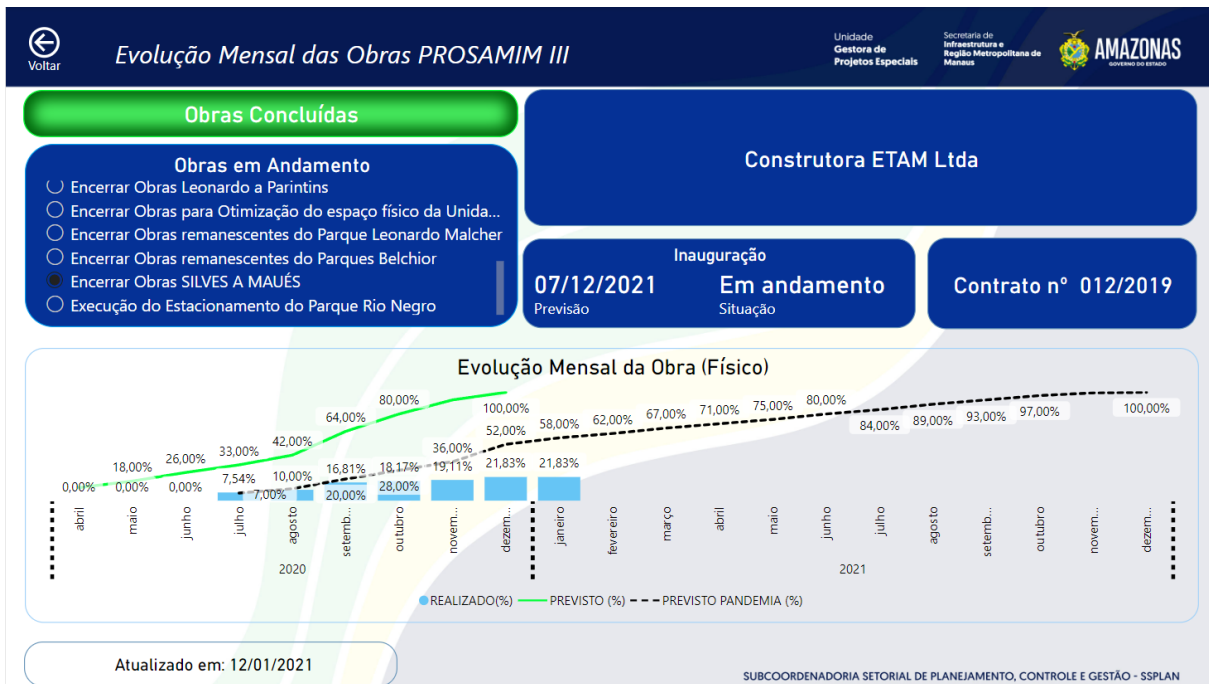 Voltar
Evolução Mensal das Obras PROSAMIM III
Unidade
Gestora de
Projetos Especiais
Secretaria de
Infraestrutura e
Região Metropolitana de
Manaus
AMAZONAS
GOVERNO DO ESTADO
Obras Concluídas
Construtora ETAM Ltda
Obras em Andamento
Encerrar Obras Leonardo a Parintins
Encerrar Obras para Otimização do espaço físico da Unida...
Encerrar Obras remanescentes do Parque Leonardo Malcher
Encerrar Obras remanescentes do Parques Belchior
Encerrar Obras SILVES A MAUÉS
Execução do Estacionamento do Parque Rio Negro
Inauguração
07/12/2021 Em andamento
Previsão Situação
Contrato nº 012/2019
Evolução Mensal da Obra (Físico)
0,00% 18,00% 26,00% 33,00% 42,00% 64,00% 80,00% 100,00%
0,00% 0,00% 7,54% 10,00% 16,81% 18,17% 19,11% 21,83% 21,83%
7,00% 20,00% 28,00% 36,00% 52,00% 58,00% 62,00% 67,00% 71,00% 75,00% 80,00% 84,00% 89,00% 93,00% 97,00% 100,00%
abril maio junho julho agosto setemb... outubro novem... dezem... janeiro fevereiro março abril maio junho julho agosto setemb... outubro novem... dezem...
2020 2021
REALIZADO(%) PREVISTO (%) PREVISTO PANDEMIA (%)
Atualizado em: 12/01/2021
SUBCOORDENADORIA SETORIAL DE PLANEJAMENTO, CONTROLE E GESTÃO - SSPLAN